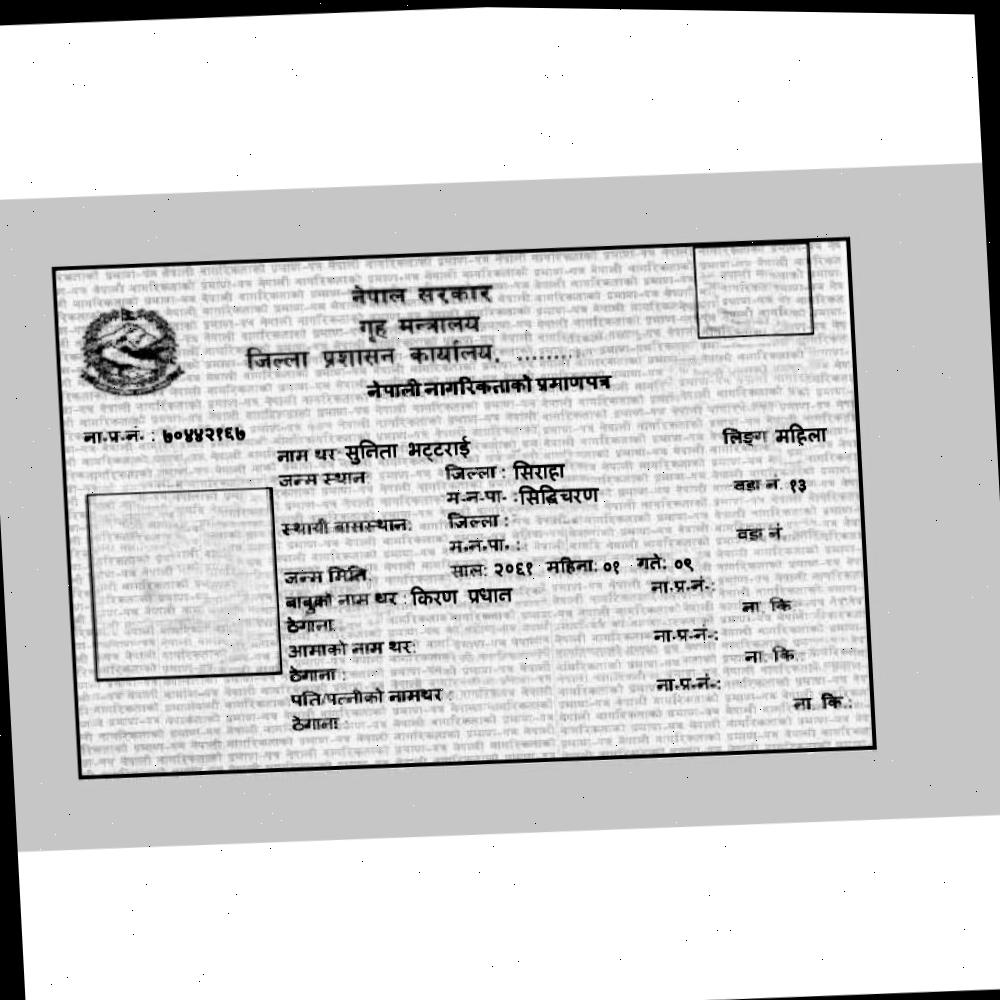 नेपाल सरकार
गृह मन्त्रालय
जिल्ला प्रशासन कार्यालय, .........
नेपाली नागरिकताको प्रमाणपत्र
ना.प्र.नं. : ७०४४२१६७
लिङ्ग महिला
नाम थर सुनिता भट्टराई
जन्म स्थान जिल्ला : सिराहा
म.न.पा. : सिद्धिचरण वडा नं. १३
स्थायी बासस्थान: जिल्ला :
म.न.पा. : वडा नं.
जन्म मिति साल: २०६१ महिना: ०१ गते: ०९
बाबुको नाम थर : किरण प्रधान ना.प्र.नं.:
ठेगाना ना. कि.
आमाको नाम थर: ना.प्र.नं.:
ठेगाना : ना. कि.:
पति/पत्नीको नामथर : ना.प्र.नं.:
ठेगाना ना. कि.: